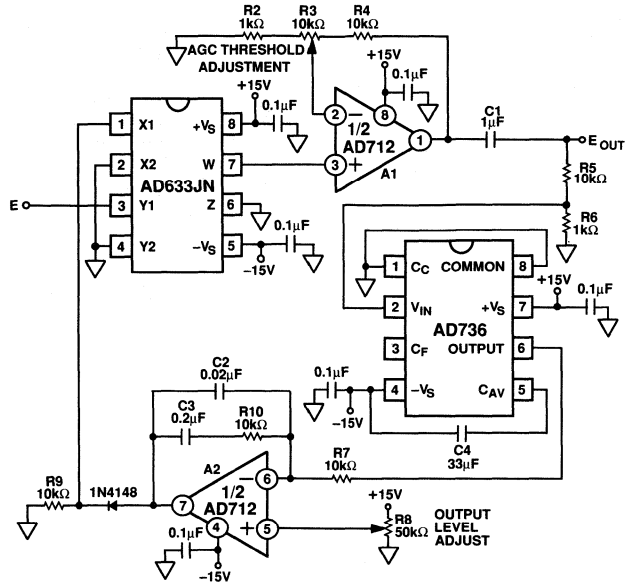 R2
1kΩ
R3
10kΩ
R4
10kΩ
AGC THRESHOLD
ADJUSTMENT
+15V
0.1µF
+15V
0.1µF
C1
1µF
E OUT
1 X1
+VS 8
2 X2
W 7
AD633JN
3 Y1
Z 6
4 Y2
−VS 5
E
0.1µF
−15V
2 −
8
1/2
AD712
1
3 +
A1
R5
10kΩ
R6
1kΩ
1 CC COMMON 8
2 VIN
+VS 7
AD736
3 CF OUTPUT 6
4 −VS
CAV 5
+15V
0.1µF
0.1µF
−15V
C4
33µF
C2
0.02µF
C3
0.2µF
R10
10kΩ
R9
10kΩ
1N4148
A2
− 6
7
1/2
AD712
4
+ 5
0.1µF
−15V
R7
10kΩ
+15V
R8
50kΩ
OUTPUT
LEVEL
ADJUST